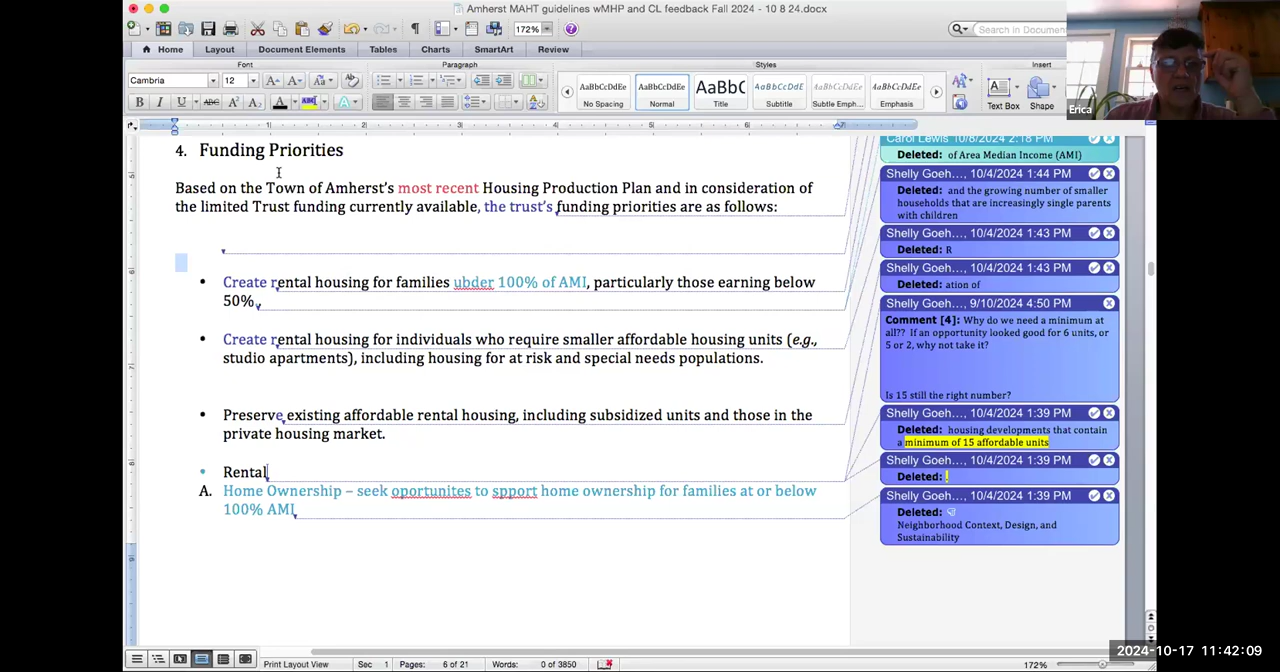 Amherst MAHT guidelines wMHP and CL feedback Fall 2024 - 10 8 24.docx
172%
Search in Documen
Home
Layout
Document Elements
Tables
Charts
SmartArt
Review
Font
Paragraph
Styles
Insert
Cambria
12
AaBbCcDdEe
AaBbCcDdEe
AaBbC
AaBbCcDdE
AaBbCcDdEe
AaBbCcDdEe
No Spacing
Normal
Title
Subtitle
Subtle Emph...
Emphasis
Text Box
Shape
Erica
4. Funding Priorities
Based on the Town of Amherst's most recent Housing Production Plan and in consideration of
the limited Trust funding currently available, the trust's funding priorities are as follows:
• Create rental housing for families ubder 100% of AMI, particularly those earning below
50%
• Create rental housing for individuals who require smaller affordable housing units (e.g.,
studio apartments), including housing for at risk and special needs populations.
• Preserve existing affordable rental housing, including subsidized units and those in the
private housing market.
• Rental
A. Home Ownership – seek oportunites to spport home ownership for families at or below
100% AMI
Carol Lewis 10/8/2024 2:18 PM
Deleted: of Area Median Income (AMI)
Shelly Goeh..., 10/4/2024 1:44 PM
Deleted: and the growing number of smaller
households that are increasingly single parents
with children
Shelly Goeh..., 10/4/2024 1:43 PM
Deleted: R
Shelly Goeh..., 10/4/2024 1:43 PM
Deleted: ation of
Shelly Goeh..., 9/10/2024 4:50 PM
Comment [4]: Why do we need a minimum at
all?? If an opportunity looked good for 6 units, or
5 or 2, why not take it?
Is 15 still the right number?
Shelly Goeh..., 10/4/2024 1:39 PM
Deleted: housing developments that contain
a minimum of 15 affordable units
Shelly Goeh..., 10/4/2024 1:39 PM
Deleted: .
Shelly Goeh..., 10/4/2024 1:39 PM
Deleted:
Neighborhood Context, Design, and
Sustainability
Print Layout View
Sec 1
Pages: 6 of 21
Words: 0 of 3850
172%
2024-10-17 11:42:09